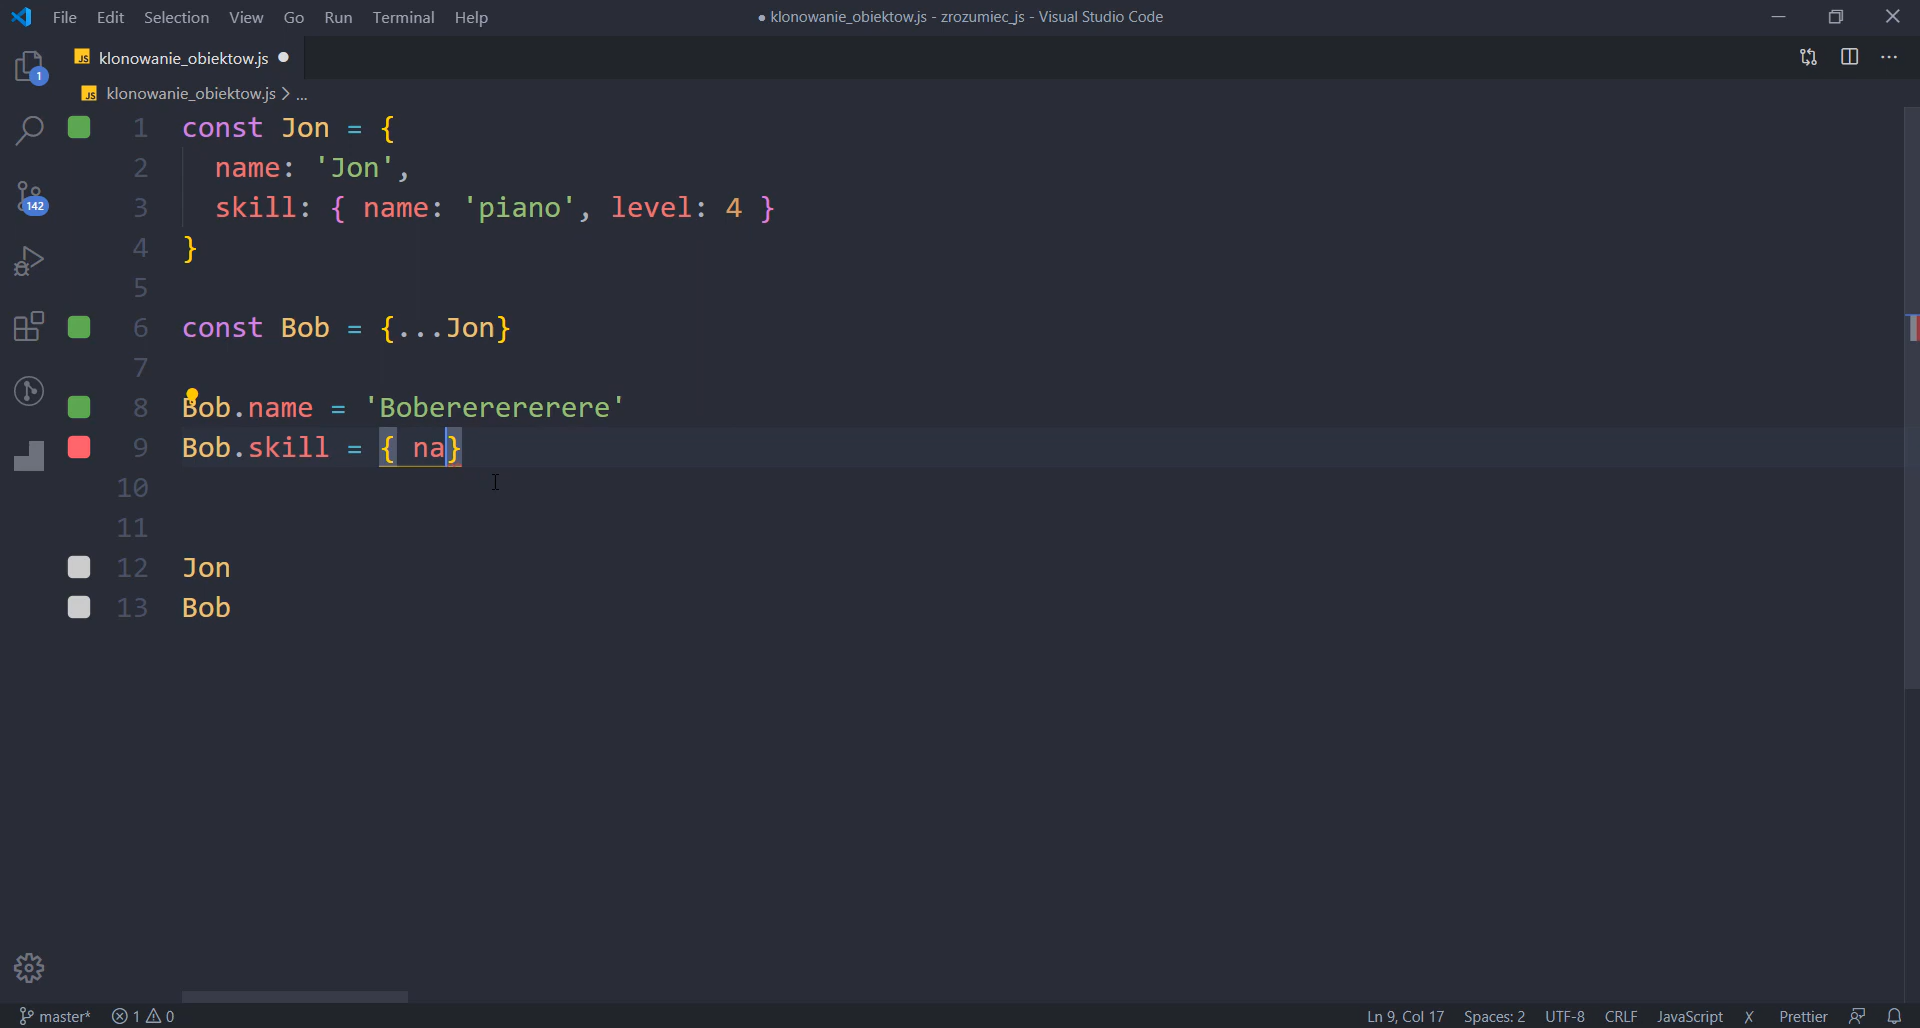 File Edit Selection View Go Run Terminal Help
● klonowanie_obiektow.js - zrozumiec_js - Visual Studio Code
JS klonowanie_obiektow.js ●
JS klonowanie_obiektow.js > ...
1 const Jon = {
2 name: 'Jon',
3 skill: { name: 'piano', level: 4 }
4 }
5
6 const Bob = {...Jon}
7
8 Bob.name = 'Boberererere'
9 Bob.skill = { na}
10
11
12 Jon
13 Bob
1
142
master* 1 0
Ln 9, Col 17 Spaces: 2 UTF-8 CRLF JavaScript X Prettier